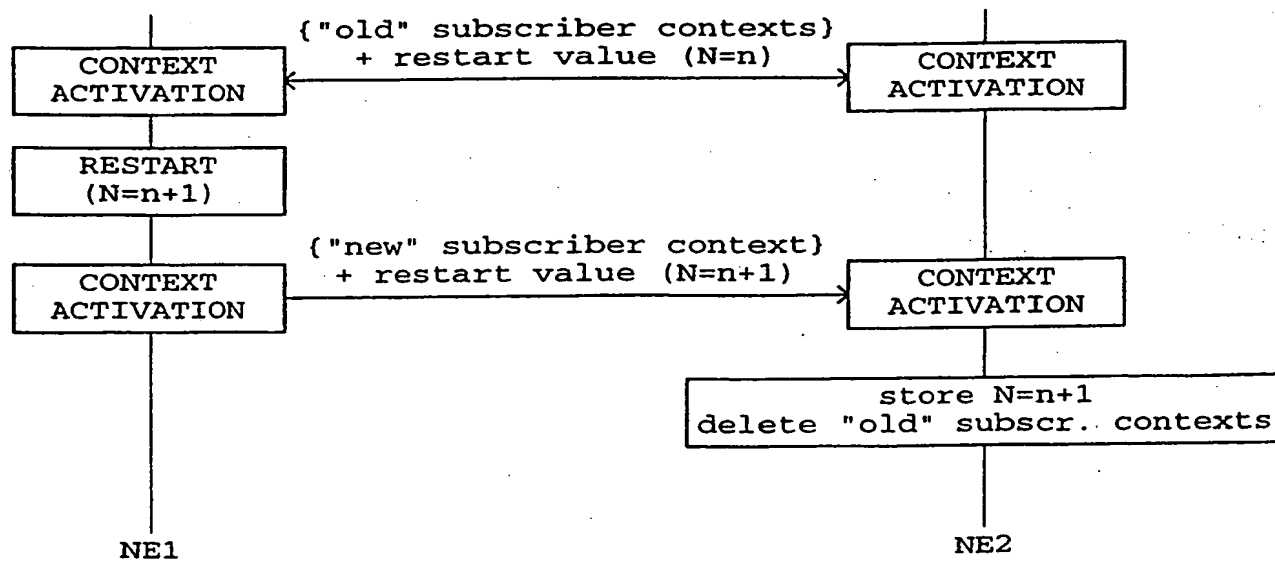 {"old" subscriber contexts}
+ restart value (N=n)
CONTEXT
ACTIVATION
CONTEXT
ACTIVATION
RESTART
(N=n+1)
{"new" subscriber context}
+ restart value (N=n+1)
CONTEXT
ACTIVATION
CONTEXT
ACTIVATION
store N=n+1
delete "old" subscr. contexts
NE1
NE2